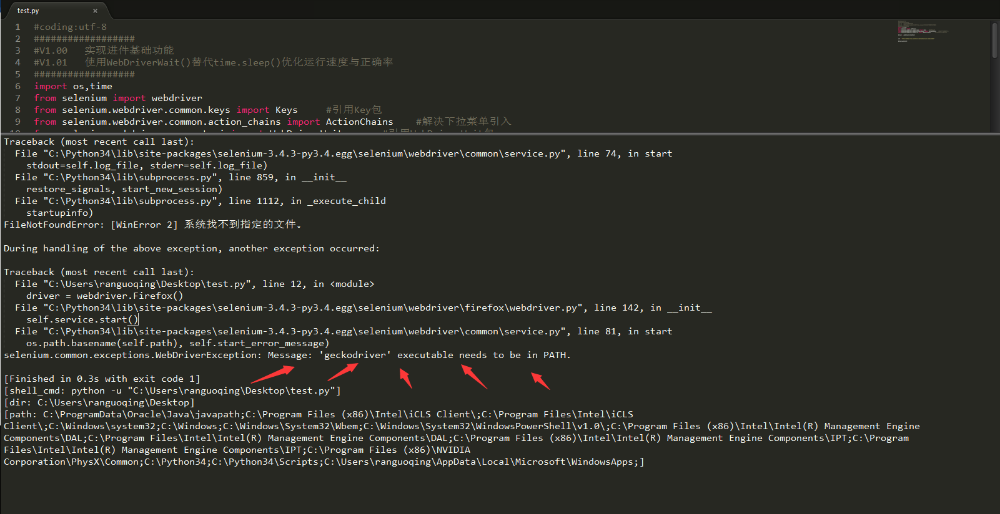 test.py ×
1 #coding:utf-8
2 ##################
3 #V1.00   实现进件基础功能
4 #V1.01   使用WebDriverWait()替代time.sleep()优化运行速度与正确率
5 ##################
6 import os,time
7 from selenium import webdriver
8 from selenium.webdriver.common.keys import Keys     #引用Key包
9 from selenium.webdriver.common.action_chains import ActionChains    #解决下拉菜单引入
Traceback (most recent call last):
  File "C:\Python34\lib\site-packages\selenium-3.4.3-py3.4.egg\selenium\webdriver\common\service.py", line 74, in start
    stdout=self.log_file, stderr=self.log_file)
  File "C:\Python34\lib\subprocess.py", line 859, in __init__
    restore_signals, start_new_session)
  File "C:\Python34\lib\subprocess.py", line 1112, in _execute_child
    startupinfo)
FileNotFoundError: [WinError 2] 系统找不到指定的文件。
During handling of the above exception, another exception occurred:
Traceback (most recent call last):
  File "C:\Users\ranguoqing\Desktop\test.py", line 12, in <module>
    driver = webdriver.Firefox()
  File "C:\Python34\lib\site-packages\selenium-3.4.3-py3.4.egg\selenium\webdriver\firefox\webdriver.py", line 142, in __init__
    self.service.start()
  File "C:\Python34\lib\site-packages\selenium-3.4.3-py3.4.egg\selenium\webdriver\common\service.py", line 81, in start
    os.path.basename(self.path), self.start_error_message)
selenium.common.exceptions.WebDriverException: Message: 'geckodriver' executable needs to be in PATH.
[Finished in 0.3s with exit code 1]
[shell_cmd: python -u "C:\Users\ranguoqing\Desktop\test.py"]
[dir: C:\Users\ranguoqing\Desktop]
[path: C:\ProgramData\Oracle\Java\javapath;C:\Program Files (x86)\Intel\iCLS Client\;C:\Program Files\Intel\iCLS
Client\;C:\Windows\system32;C:\Windows;C:\Windows\System32\Wbem;C:\Windows\System32\WindowsPowerShell\v1.0\;C:\Program Files (x86)\Intel\Intel(R) Management Engine
Components\DAL;C:\Program Files\Intel\Intel(R) Management Engine Components\DAL;C:\Program Files (x86)\Intel\Intel(R) Management Engine Components\IPT;C:\Program
Files\Intel\Intel(R) Management Engine Components\IPT;C:\Program Files (x86)\NVIDIA
Corporation\PhysX\Common;C:\Python34;C:\Python34\Scripts;C:\Users\ranguoqing\AppData\Local\Microsoft\WindowsApps;]